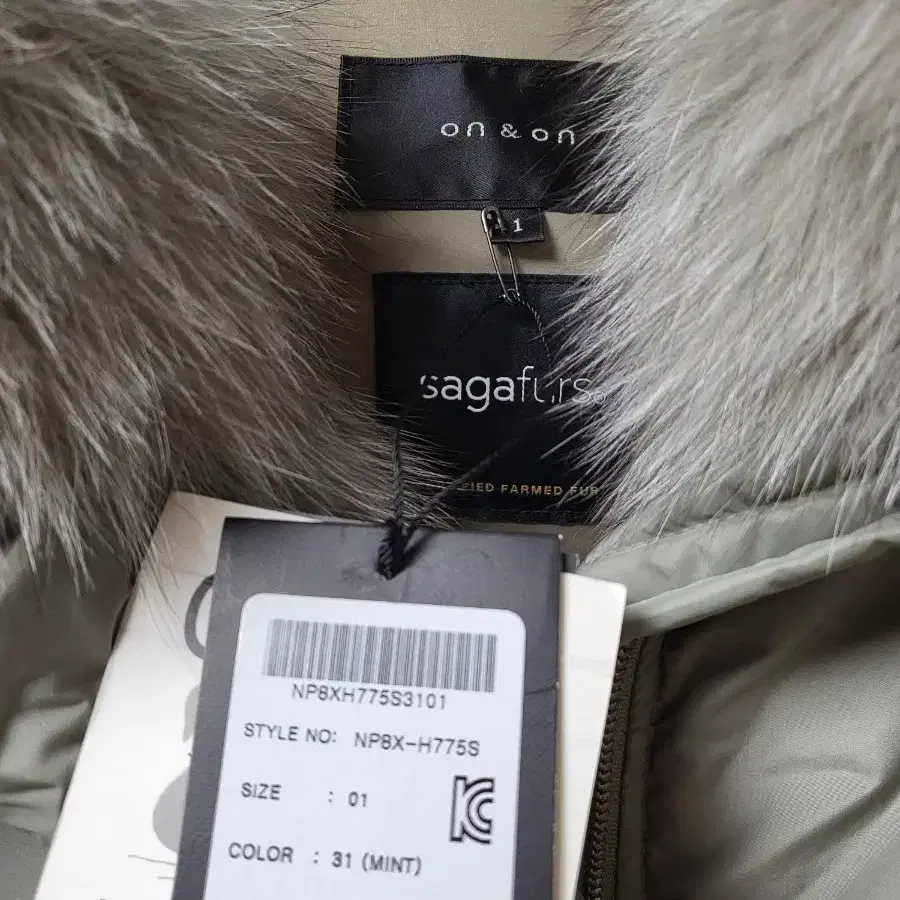 on & on
1
sagafurs®
FARMED FUR
NP8XH775S3101
STYLE NO: NP8X-H775S
SIZE : 01
COLOR : 31 (MINT)